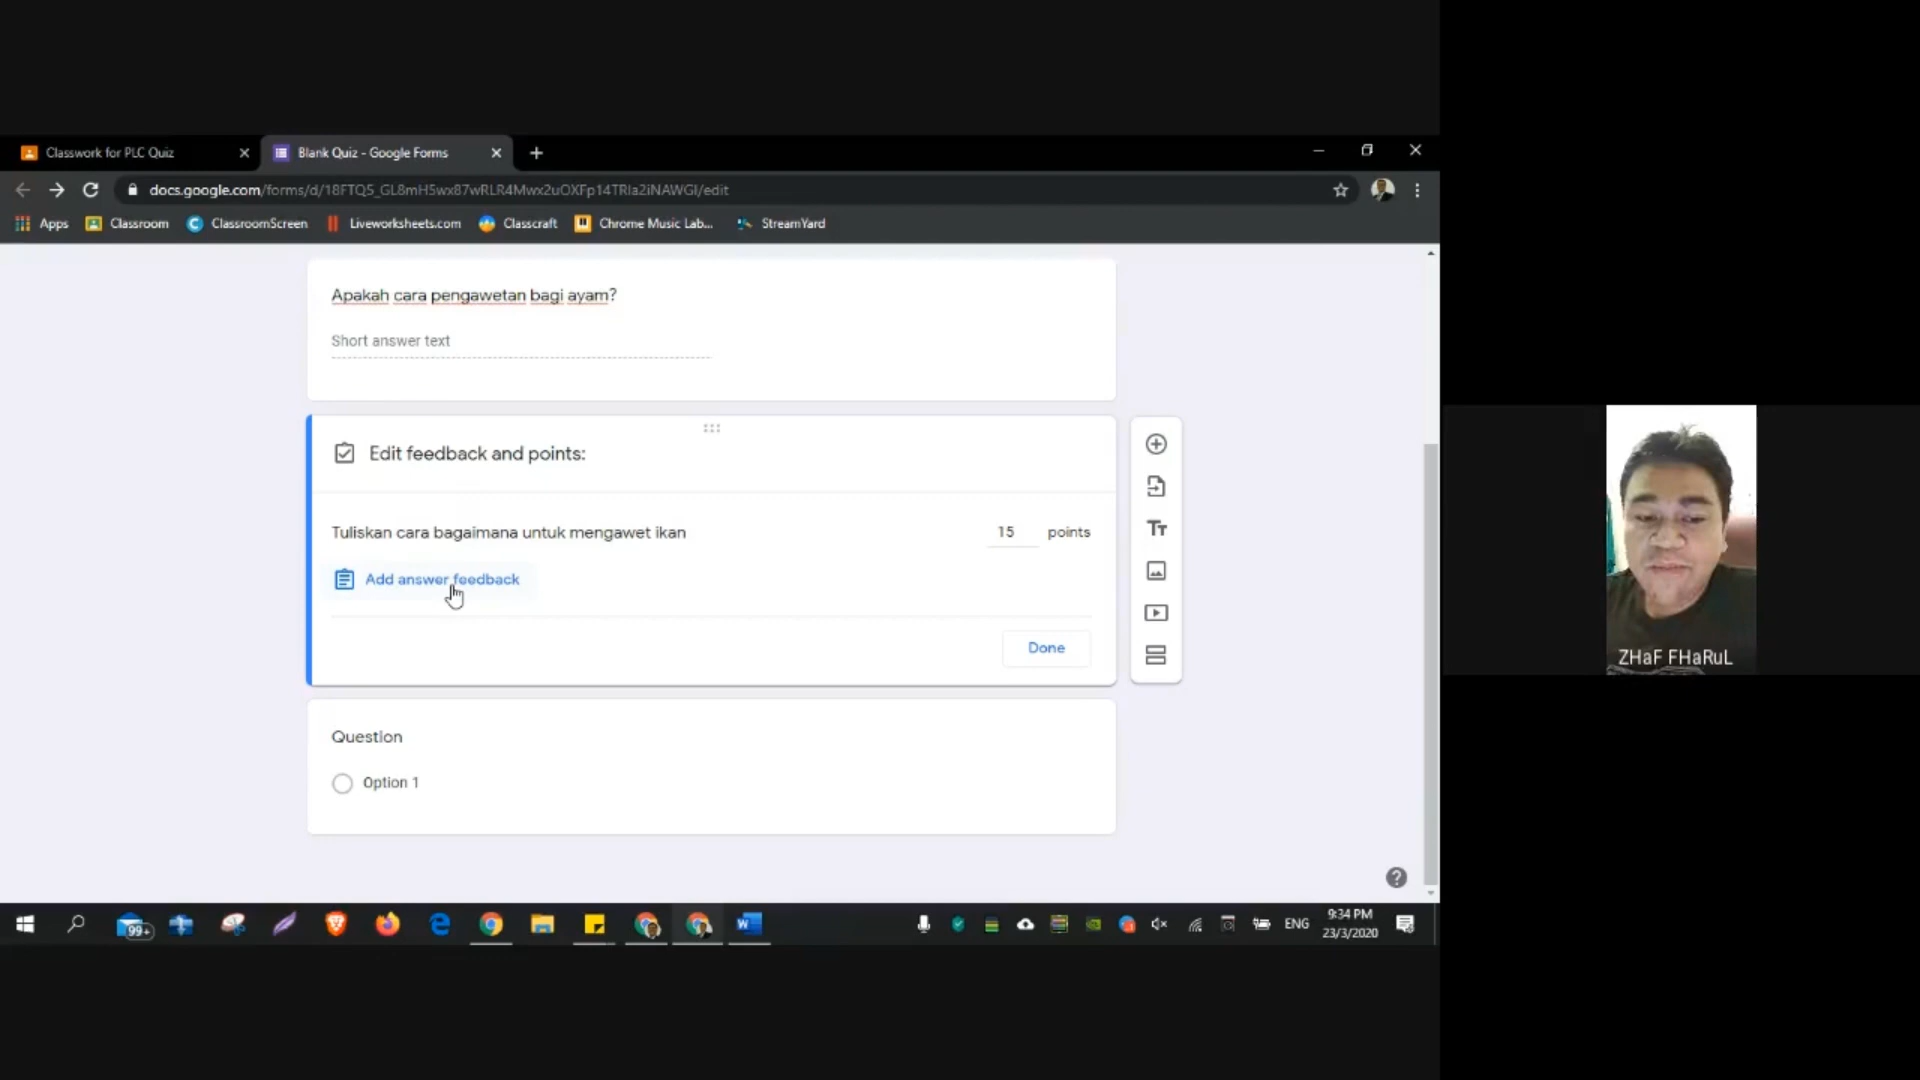 Classwork for PLC Quiz
Blank Quiz - Google Forms
docs.google.com/forms/d/18FTQ5_GL8mH5wx87wRLR4Mwx2uOXFp14TRIa2iNAWGI/edit
Apps
Classroom
ClassroomScreen
Liveworksheets.com
Classcraft
Chrome Music Lab...
StreamYard
Apakah cara pengawetan bagi ayam?
Short answer text
Edit feedback and points:
Tuliskan cara bagaimana untuk mengawet ikan
15 points
Add answer feedback
Done
Question
Option 1
ZHaF FHaRuL
99+
ENG
9:34 PM
23/3/2020